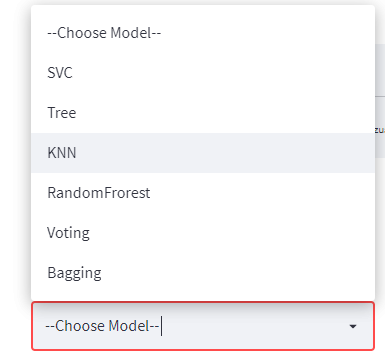 --Choose Model--
SVC
Tree
KNN
RandomFrorest
Voting
Bagging
--Choose Model--